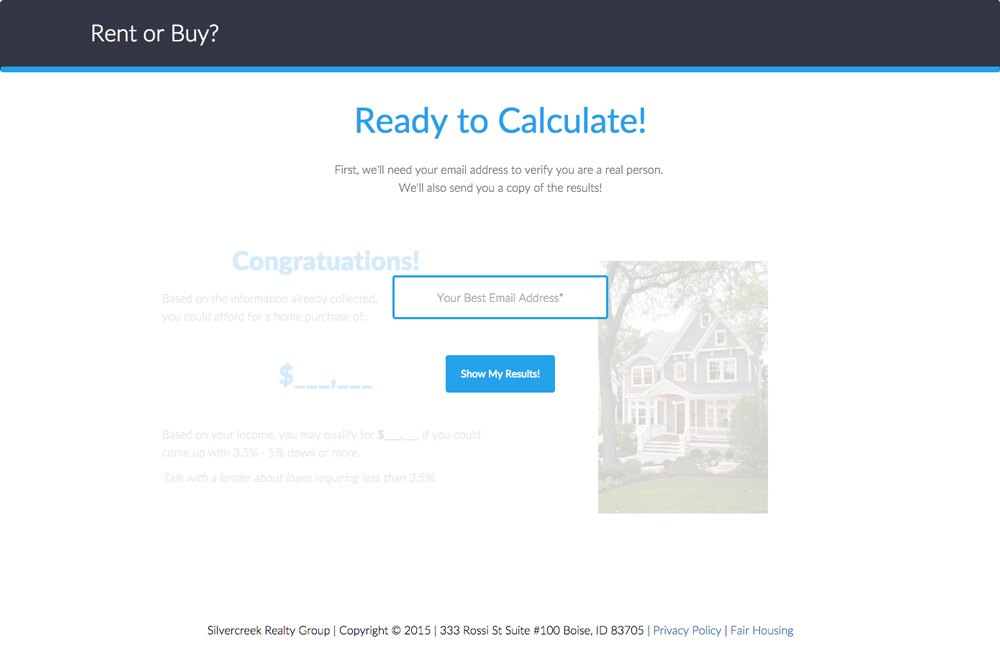 Rent or Buy?
Ready to Calculate!
First, we'll need your email address to verify you are a real person.
We'll also send you a copy of the results!
Congratuations!
Based on the information already collected,
you could afford for a home purchase of:
Your Best Email Address*
$___,___
Show My Results!
Based on your income, you may qualify for $___,___ if you could
come up with 3.5% - 5% down or more.
Talk with a lender about loans requiring less than 3.5%.
Silvercreek Realty Group | Copyright © 2015 | 333 Rossi St Suite #100 Boise, ID 83705 | Privacy Policy | Fair Housing